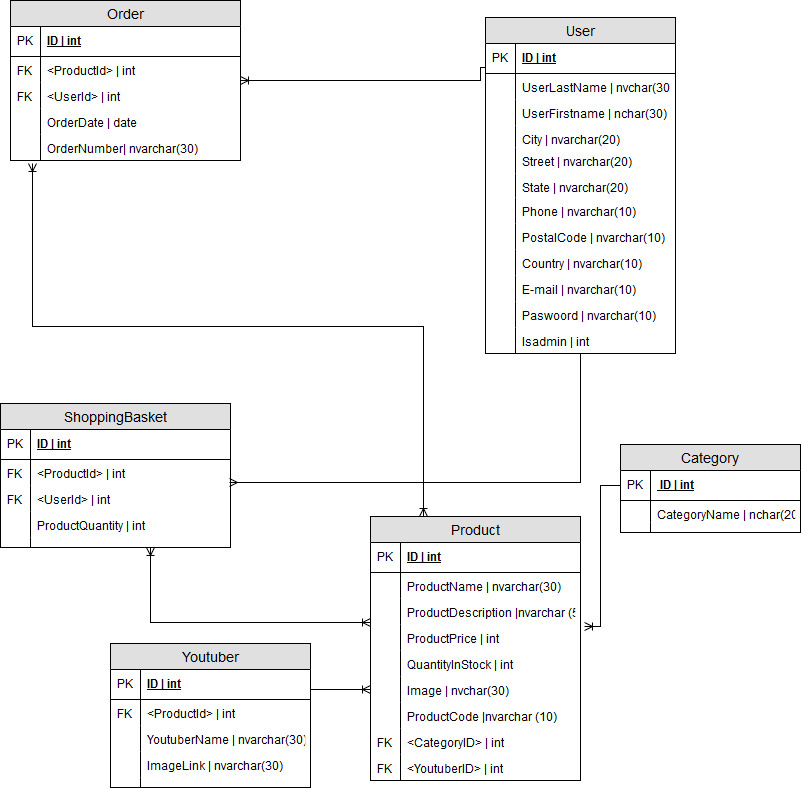 Order
PK ID | int
FK <ProductId> | int
FK <UserId> | int
OrderDate | date
OrderNumber| nvarchar(30)
User
PK ID | int
UserLastName | nvchar(30
UserFirstname | nchar(30)
City | nvarchar(20)
Street | nvarchar(20)
State | nvarchar(20)
Phone | nvarchar(10)
PostalCode | nvarchar(10)
Country | nvarchar(10)
E-mail | nvarchar(10)
Paswoord | nvarchar(10)
Isadmin | int
ShoppingBasket
PK ID | int
FK <ProductId> | int
FK <UserId> | int
ProductQuantity | int
Category
PK ID | int
CategoryName | nchar(20
Product
PK ID | int
ProductName | nvarchar(30)
ProductDescription |nvarchar (5
ProductPrice | int
QuantityInStock | int
Image | nvchar(30)
ProductCode |nvarchar (10)
FK <CategoryID> | int
FK <YoutuberID> | int
Youtuber
PK ID | int
FK <ProductId> | int
YoutuberName | nvarchar(30)
ImageLink | nvarchar(30)